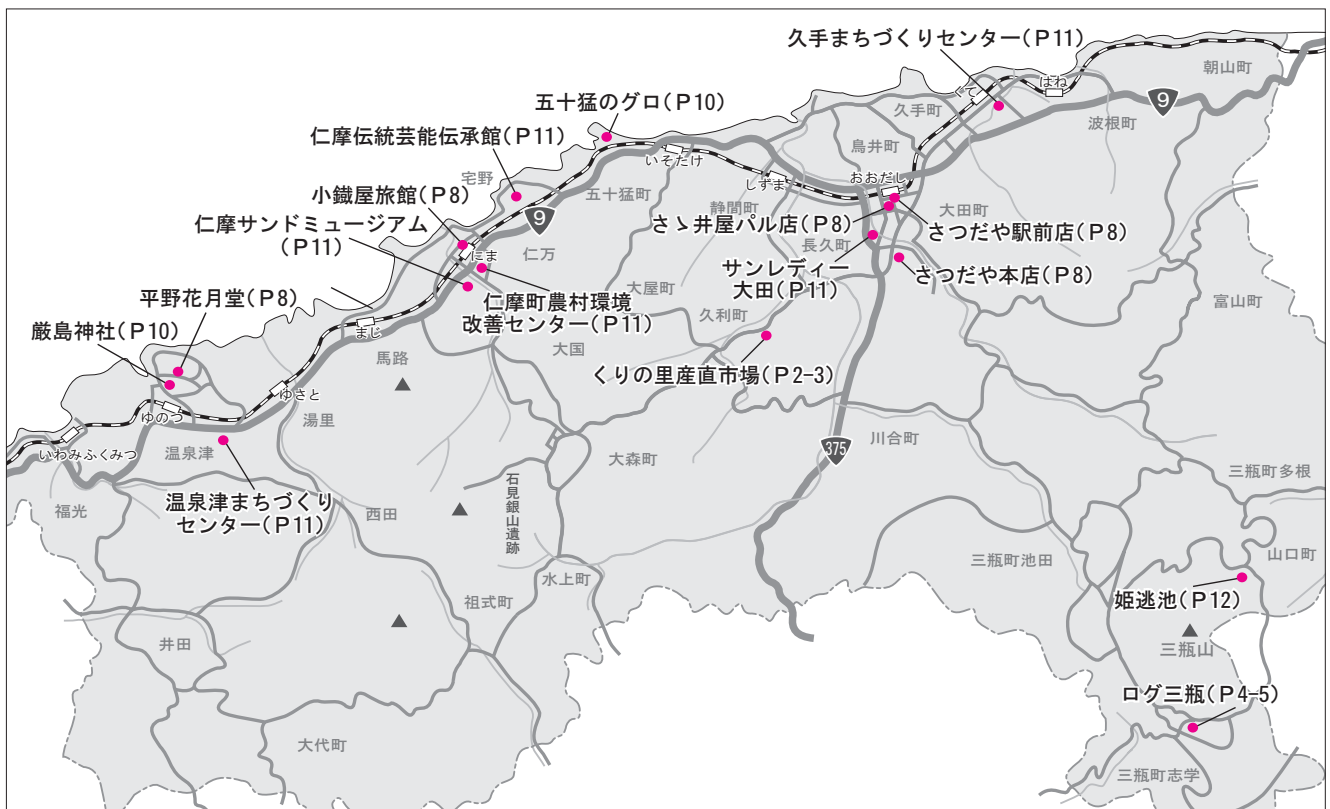 久手まちづくりセンター(P11)
朝山町
はね
くて
9
五十猛のグロ(P10)
久手町
波根町
仁摩伝統芸能伝承館(P11)
鳥井町
いそたけ
宅野
しずま
おおだし
五十猛町
小鐡屋旅館(P8)
静間町
大田町
9
さゝ井屋パル店(P8)
さつだや駅前店(P8)
仁摩サンドミュージアム
(P11)
にま
仁万
長久町
サンレディー
大田(P11)
さつだや本店(P8)
平野花月堂(P8)
仁摩町農村環境
改善センター(P11)
大屋町
久利町
富山町
厳島神社(P10)
まじ
馬路
大国
くりの里産直市場(P2-3)
ゆさと
ゆのつ
湯里
いわみふくみつ
温泉津
375
川合町
大森町
三瓶町多根
温泉津まちづくり
センター(P11)
福光
西田
石見銀山遺跡
三瓶町池田
山口町
水上町
姫逃池(P12)
祖式町
井田
三瓶山
ログ三瓶(P4-5)
大代町
三瓶町志学